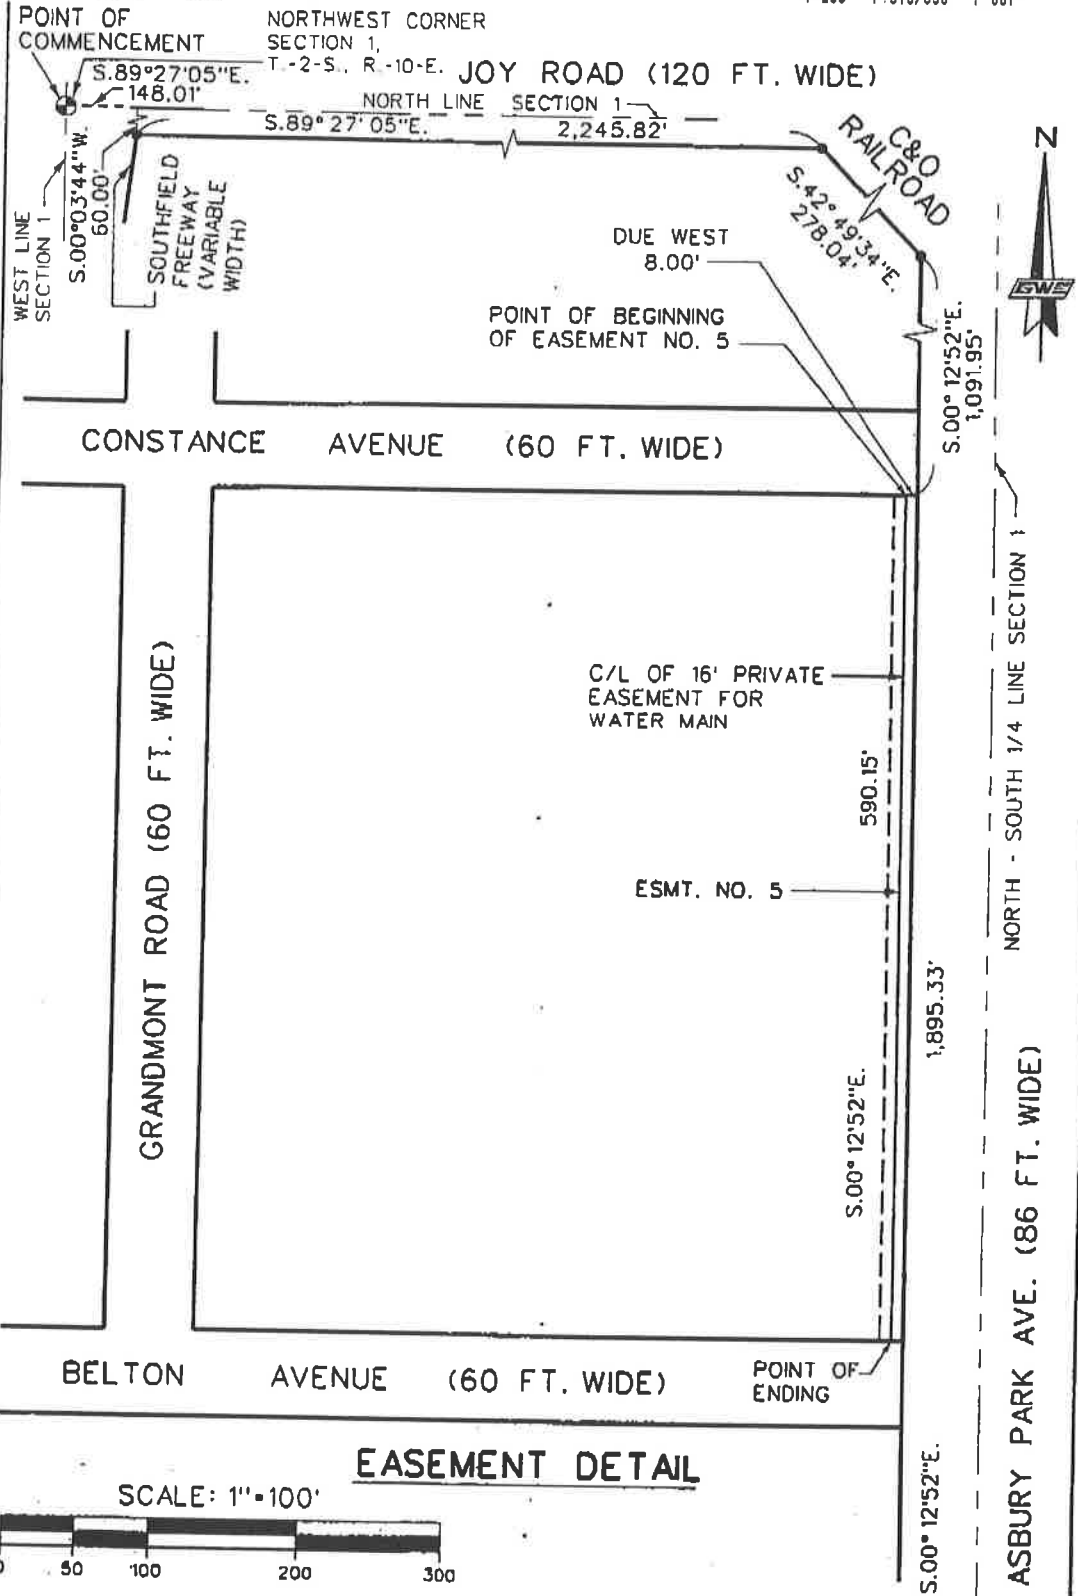 POINT OF
COMMENCEMENT
NORTHWEST CORNER
SECTION 1,
T.-2-S., R.-10-E.
JOY ROAD (120 FT. WIDE)
S.89°27'05"E.
148.01'
NORTH LINE SECTION 1
S.89°27'05"E.
2,245.82'
C&O
RAILROAD
S.42°49'34"E.
278.04'
N
GWE
WEST LINE
SECTION 1
S.00°03'44"W.
60.00'
SOUTHFIELD
FREEWAY
(VARIABLE
WIDTH)
DUE WEST
8.00'
POINT OF BEGINNING
OF EASEMENT NO. 5
S.00°12'52"E.
1,091.95'
CONSTANCE AVENUE (60 FT. WIDE)
GRANDMONT ROAD (60 FT. WIDE)
C/L OF 16' PRIVATE
EASEMENT FOR
WATER MAIN
590.15'
NORTH - SOUTH 1/4 LINE SECTION 1
ESMT. NO. 5
1,895.33'
S.00°12'52"E.
ASBURY PARK AVE. (86 FT. WIDE)
BELTON AVENUE (60 FT. WIDE)
POINT OF
ENDING
EASEMENT DETAIL
S.00°12'52"E.
SCALE: 1"=100'
0 50 100 200 300